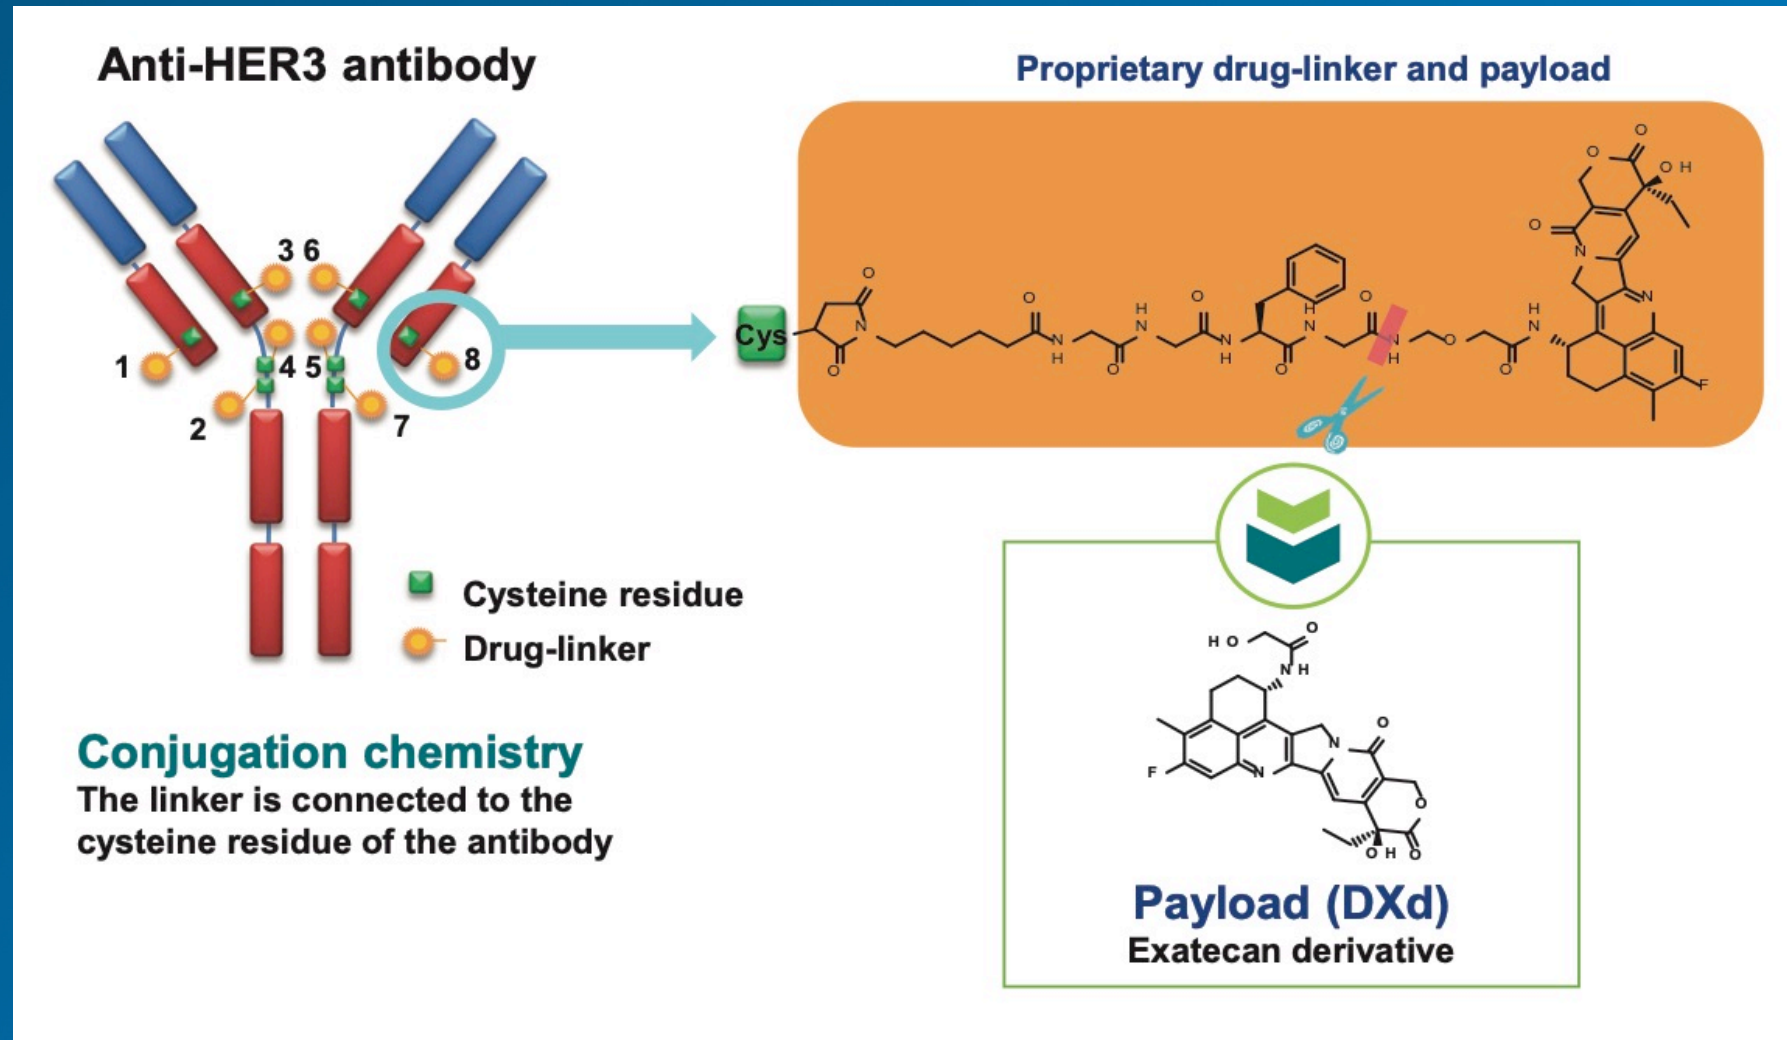 Anti-HER3 antibody
Proprietary drug-linker and payload
3 6
1
4 5
8
2
7
Cys
O
O
N
O
N
H
H
N
O
O
N
H
O
H
N
O
N
H
O
O
H
N
O
O
O H
O
N
N
F
Cysteine residue
Drug-linker
Conjugation chemistry
The linker is connected to the
cysteine residue of the antibody
H O
O
N H
F
N
N
O
O
O H
O
Payload (DXd)
Exatecan derivative